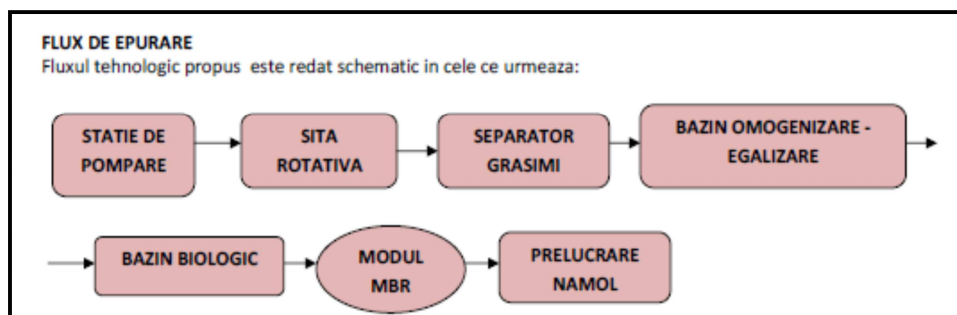 FLUX DE EPURARE
Fluxul tehnologic propus este redat schematic in cele ce urmeaza:
STATIE DE
POMPARE
SITA
ROTATIVA
SEPARATOR
GRASIMI
BAZIN OMOGENIZARE -
EGALIZARE
BAZIN BIOLOGIC
MODUL
MBR
PRELUCRARE
NAMOL